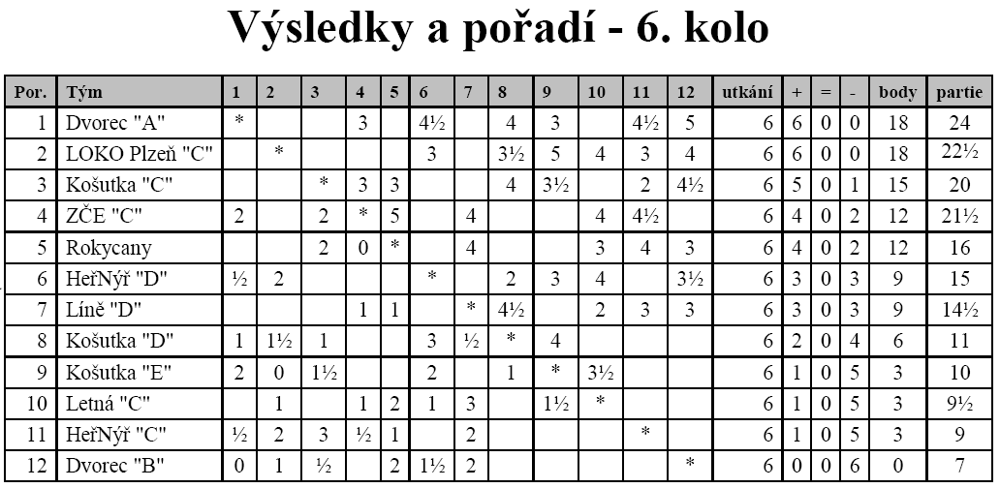 Výsledky a pořadí - 6. kolo
Por. Tým 1 2 3 4 5 6 7 8 9 10 11 12 utkání + = - body partie
1 Dvorec "A" * 3 4½ 4 3 4½ 5 6 6 0 0 18 24
2 LOKO Plzeň "C" * 3 3½ 5 4 3 4 6 6 0 0 18 22½
3 Košutka "C" * 3 3 4 3½ 2 4½ 6 5 0 1 15 20
4 ZČE "C" 2 2 * 5 4 4 4½ 6 4 0 2 12 21½
5 Rokycany 2 0 * 4 3 4 3 6 4 0 2 12 16
6 HeřNýř "D" ½ 2 * 2 3 4 3½ 6 3 0 3 9 15
7 Líně "D" 1 1 * 4½ 2 3 3 6 3 0 3 9 14½
8 Košutka "D" 1 1½ 1 3 ½ * 4 6 2 0 4 6 11
9 Košutka "E" 2 0 1½ 2 1 * 3½ 6 1 0 5 3 10
10 Letná "C" 1 1 2 1 3 1½ * 6 1 0 5 3 9½
11 HeřNýř "C" ½ 2 3 ½ 1 2 * 6 1 0 5 3 9
12 Dvorec "B" 0 1 ½ 2 1½ 2 * 6 0 0 6 0 7